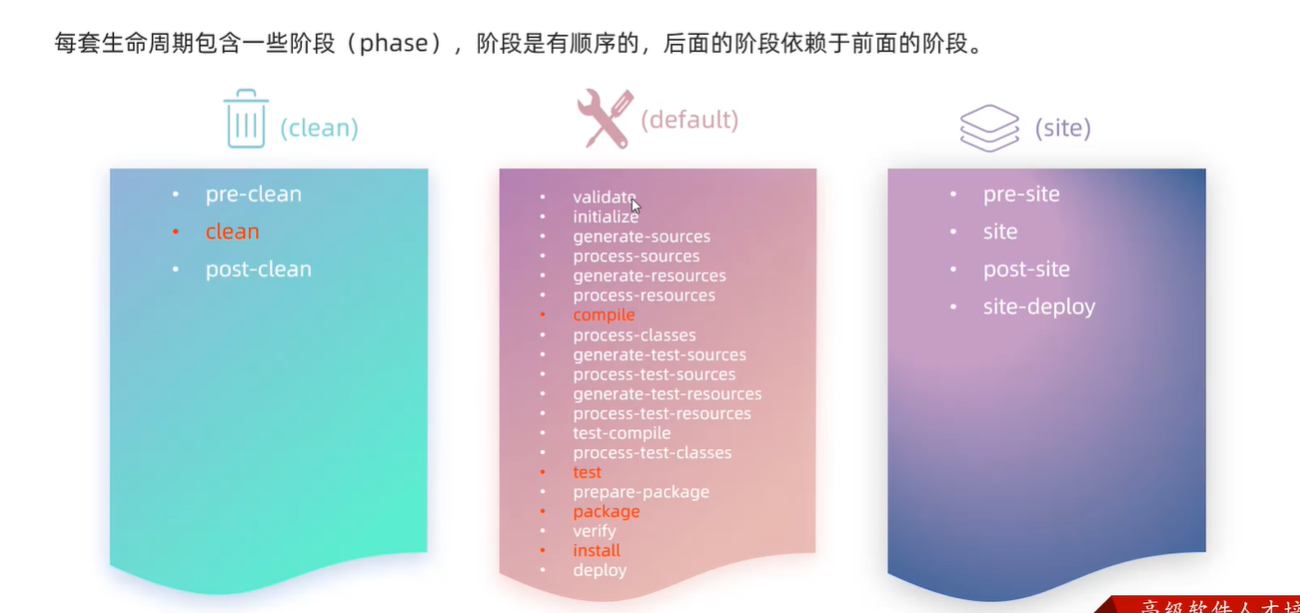 每套生命周期包含一些阶段（phase），阶段是有顺序的，后面的阶段依赖于前面的阶段。
(clean)
pre-clean
clean
post-clean
(default)
validate
initialize
generate-sources
process-sources
generate-resources
process-resources
compile
process-classes
generate-test-sources
process-test-sources
generate-test-resources
process-test-resources
test-compile
process-test-classes
test
prepare-package
package
verify
install
deploy
(site)
pre-site
site
post-site
site-deploy
高级软件人才培